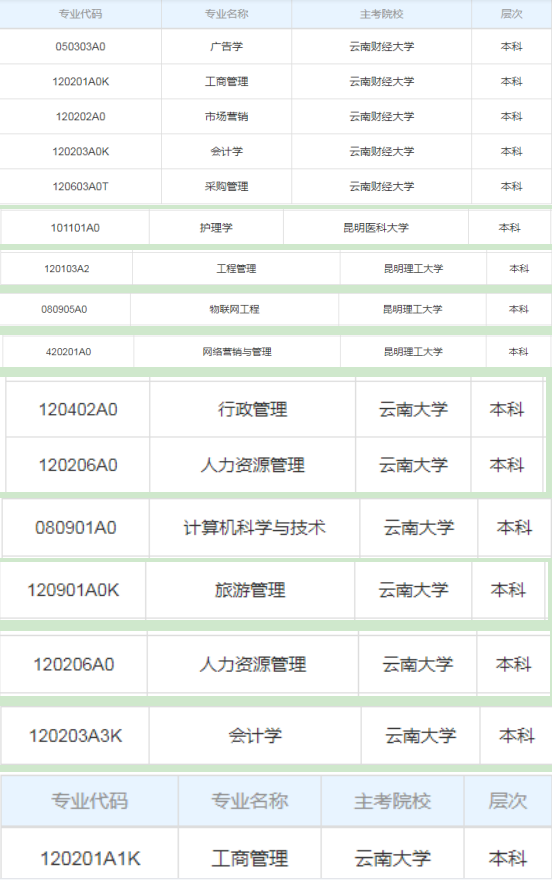 专业代码 专业名称 主考院校 层次
050303A0 广告学 云南财经大学 本科
120201A0K 工商管理 云南财经大学 本科
120202A0 市场营销 云南财经大学 本科
120203A0K 会计学 云南财经大学 本科
120603A0T 采购管理 云南财经大学 本科
101101A0 护理学 昆明医科大学 本科
120103A2 工程管理 昆明理工大学 本科
080905A0 物联网工程 昆明理工大学 本科
420201A0 网络营销与管理 昆明理工大学 本科
120402A0 行政管理 云南大学 本科
120206A0 人力资源管理 云南大学 本科
080901A0 计算机科学与技术 云南大学 本科
120901A0K 旅游管理 云南大学 本科
120206A0 人力资源管理 云南大学 本科
120203A3K 会计学 云南大学 本科
专业代码 专业名称 主考院校 层次
120201A1K 工商管理 云南大学 本科